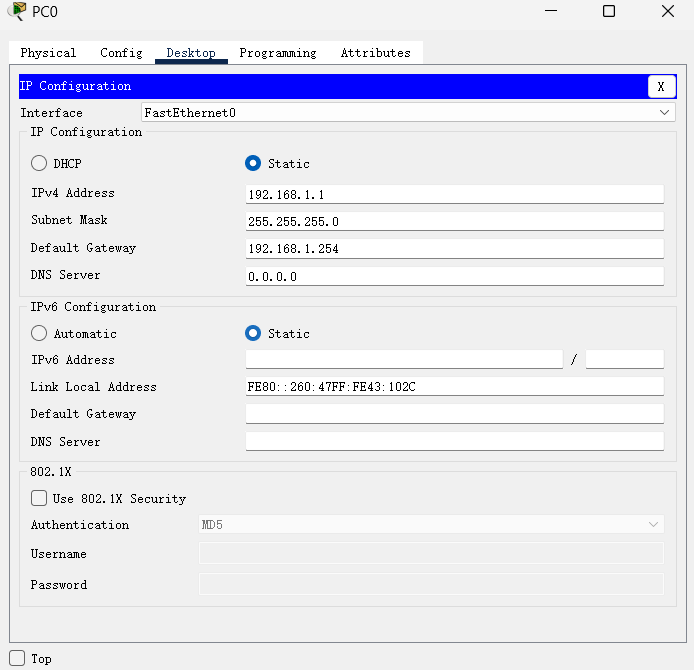 PC0
Physical Config Desktop Programming Attributes
IP Configuration
X
Interface FastEthernet0
IP Configuration
DHCP Static
IPv4 Address 192.168.1.1
Subnet Mask 255.255.255.0
Default Gateway 192.168.1.254
DNS Server 0.0.0.0
IPv6 Configuration
Automatic Static
IPv6 Address /
Link Local Address FE80::260:47FF:FE43:102C
Default Gateway
DNS Server
802.1X
Use 802.1X Security
Authentication MD5
Username
Password
Top